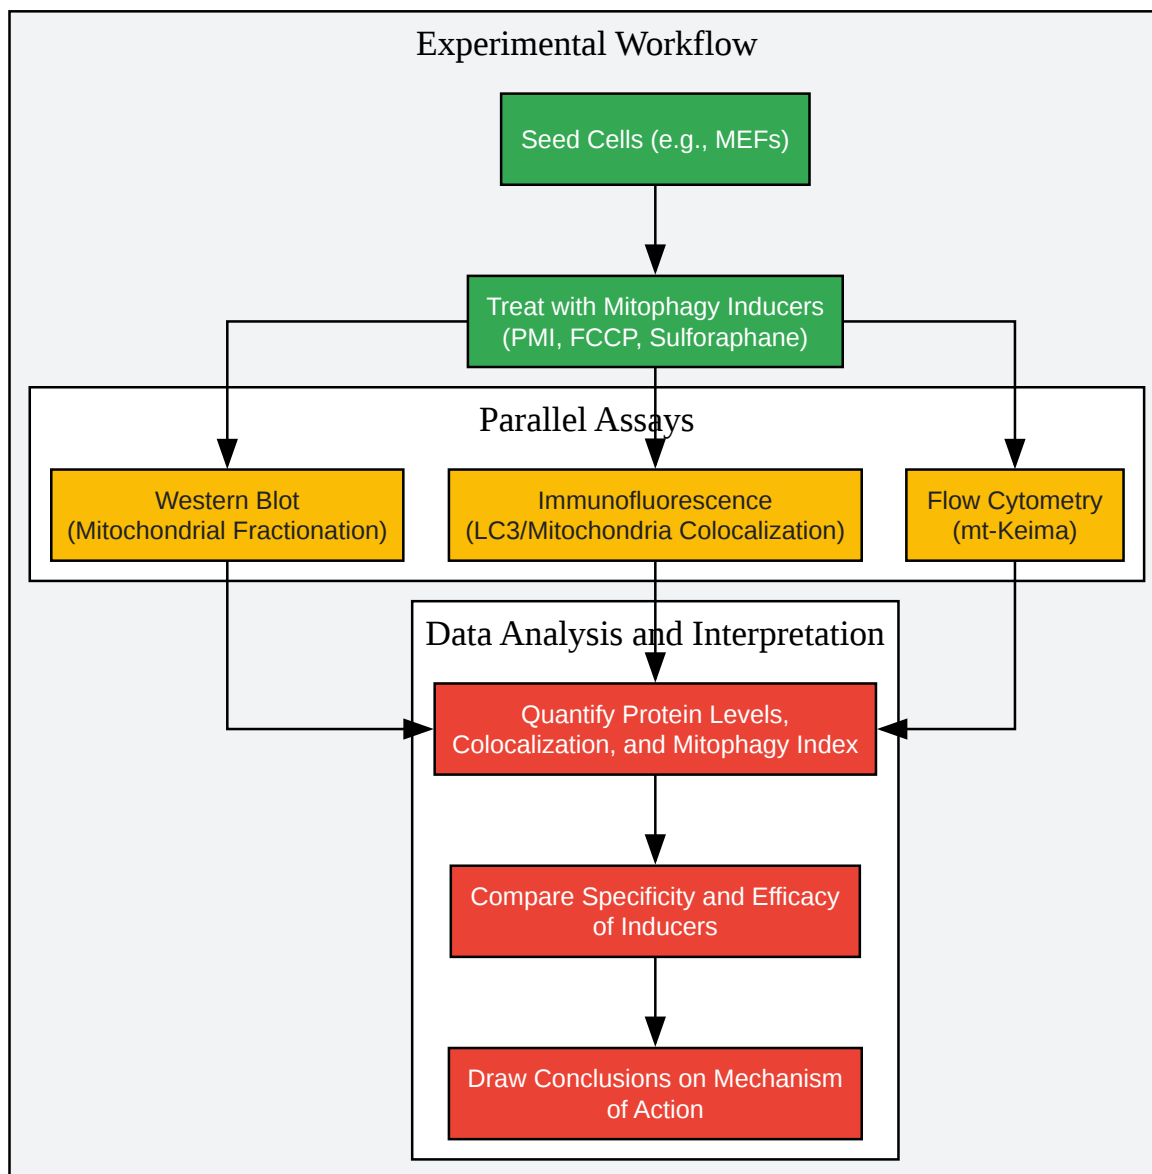 Experimental Workflow
Seed Cells (e.g., MEFs)
Treat with Mitophagy Inducers
(PMI, FCCP, Sulforaphane)
Parallel Assays
Western Blot
(Mitochondrial Fractionation)
Immunofluorescence
(LC3/Mitochondria Colocalization)
Flow Cytometry
(mt-Keima)
Data Analysis and Interpretation
Quantify Protein Levels,
Colocalization, and Mitophagy Index
Compare Specificity and Efficacy
of Inducers
Draw Conclusions on Mechanism
of Action